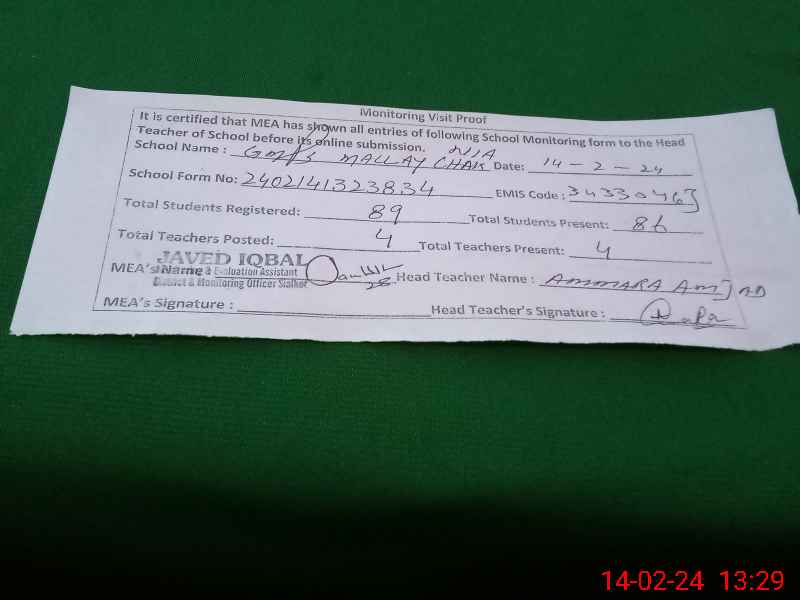 Monitoring Visit Proof
It is certified that MEA has shown all entries of following School Monitoring form to the Head
Teacher of School before its online submission.
School Name : GMPS MALLAY CHAK Date: 14-2-24
School Form No: 2402141323834 EMIS Code :
Total Students Registered: 89 Total Students Present: 86
Total Teachers Posted: 4 Total Teachers Present: 4
JAVED IQBAL
MEA's Name Head Teacher Name : AMMARA AMJAD
& Evaluation Assistant
District & Monitoring Officer Sialkot
MEA's Signature : Head Teacher's Signature :
14-02-24 13:29